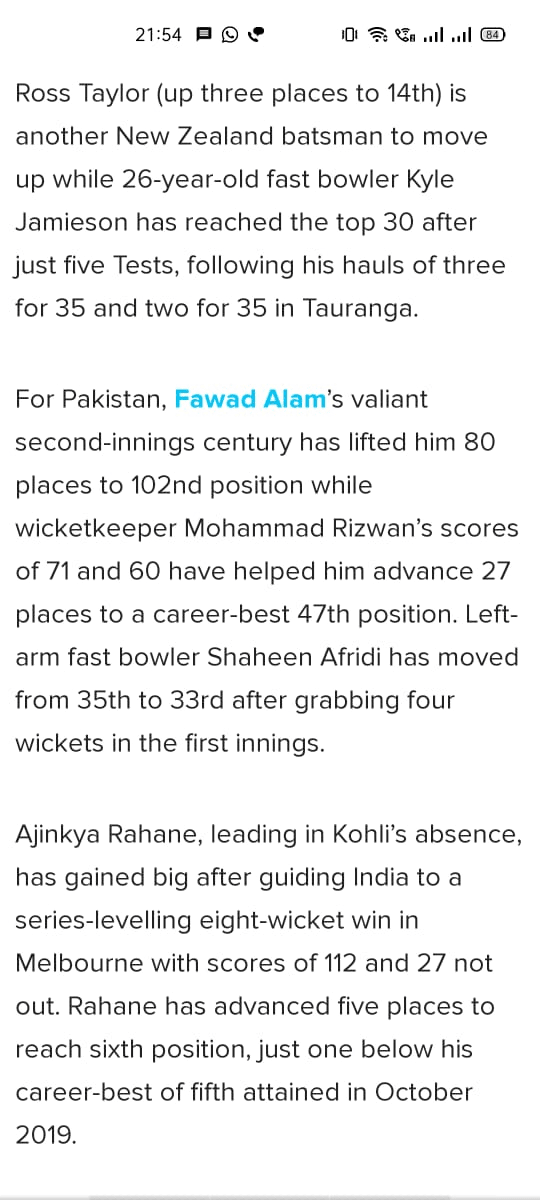 21:54
84
Ross Taylor (up three places to 14th) is
another New Zealand batsman to move
up while 26-year-old fast bowler Kyle
Jamieson has reached the top 30 after
just five Tests, following his hauls of three
for 35 and two for 35 in Tauranga.
For Pakistan, Fawad Alam’s valiant
second-innings century has lifted him 80
places to 102nd position while
wicketkeeper Mohammad Rizwan’s scores
of 71 and 60 have helped him advance 27
places to a career-best 47th position. Left-
arm fast bowler Shaheen Afridi has moved
from 35th to 33rd after grabbing four
wickets in the first innings.
Ajinkya Rahane, leading in Kohli’s absence,
has gained big after guiding India to a
series-levelling eight-wicket win in
Melbourne with scores of 112 and 27 not
out. Rahane has advanced five places to
reach sixth position, just one below his
career-best of fifth attained in October
2019.